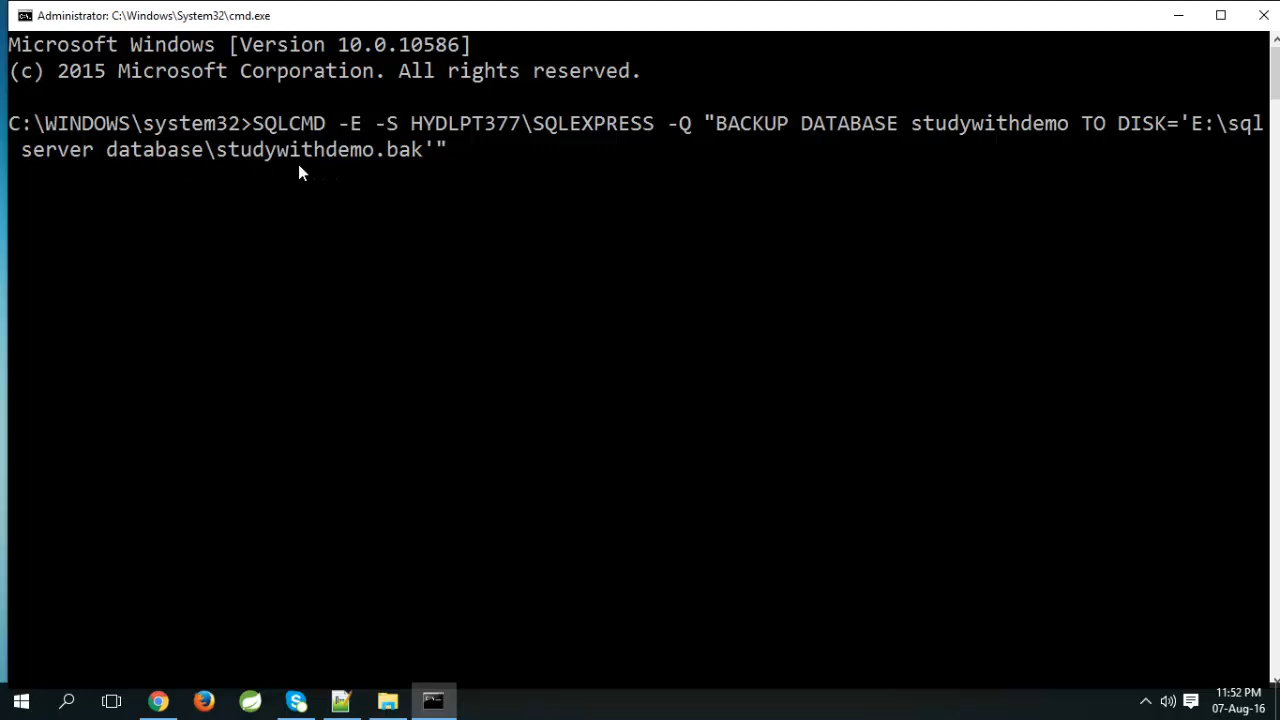 Administrator: C:\Windows\System32\cmd.exe
Microsoft Windows [Version 10.0.10586]
(c) 2015 Microsoft Corporation. All rights reserved.
C:\WINDOWS\system32>SQLCMD -E -S HYDLPT377\SQLEXPRESS -Q "BACKUP DATABASE studywithdemo TO DISK='E:\sql
server database\studywithdemo.bak'"
11:52 PM
07-Aug-16